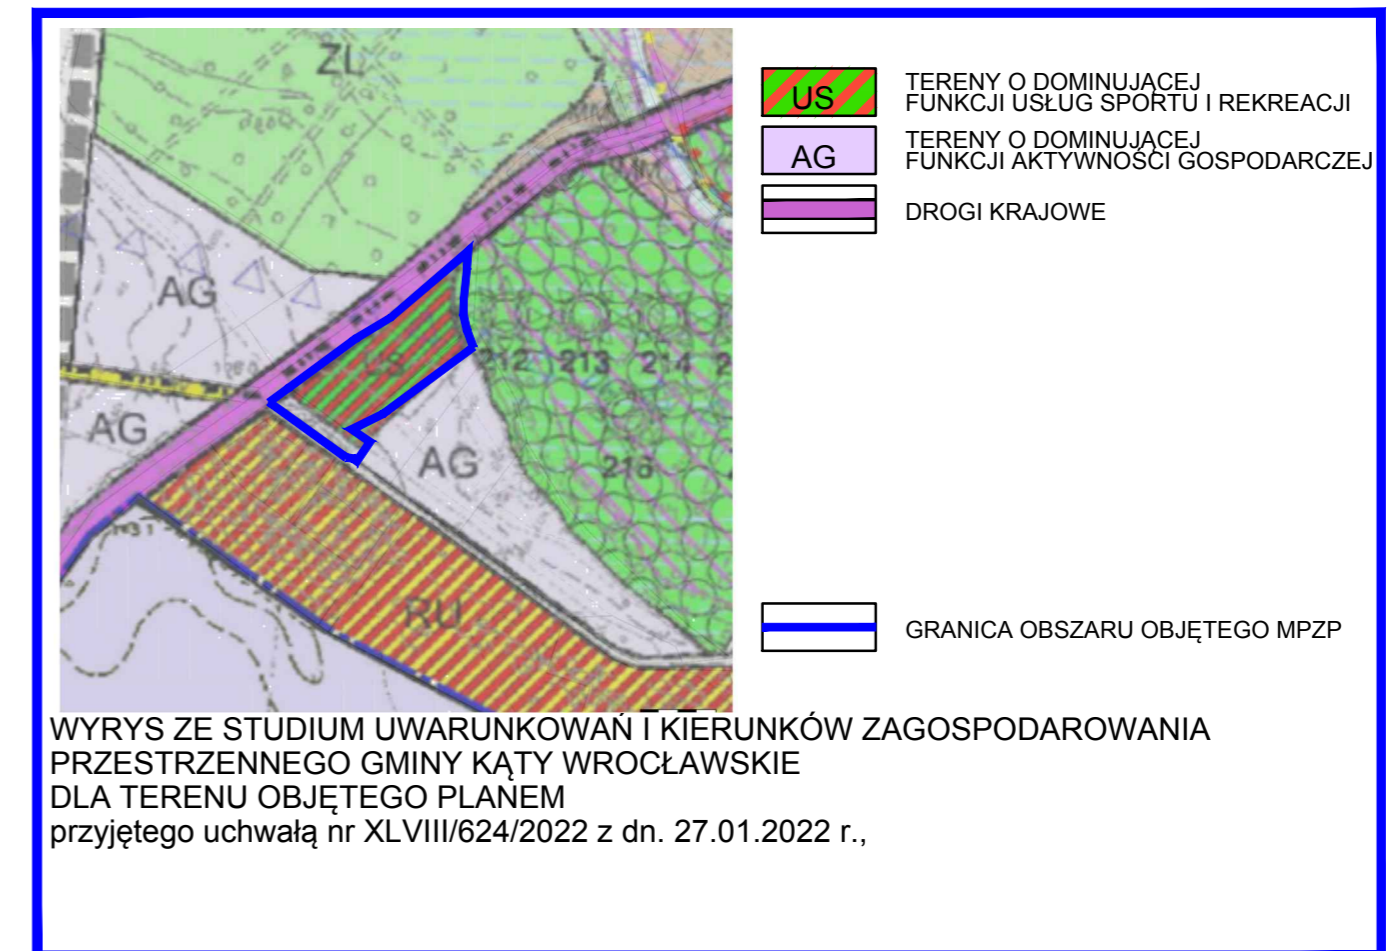 ZL
AG
US
212 213 214 2
AG
AG
216
RU
US
TERENY O DOMINUJĄCEJ
FUNKCJI USŁUG SPORTU I REKREACJI
AG
TERENY O DOMINUJĄCEJ
FUNKCJI AKTYWNOŚCI GOSPODARCZEJ
DROGI KRAJOWE
GRANICA OBSZARU OBJĘTEGO MPZP
WYRYS ZE STUDIUM UWARUNKOWAŃ I KIERUNKÓW ZAGOSPODAROWANIA
PRZESTRZENNEGO GMINY KĄTY WROCŁAWSKIE
DLA TERENU OBJĘTEGO PLANEM
przyjętego uchwałą nr XLVIII/624/2022 z dn. 27.01.2022 r.,